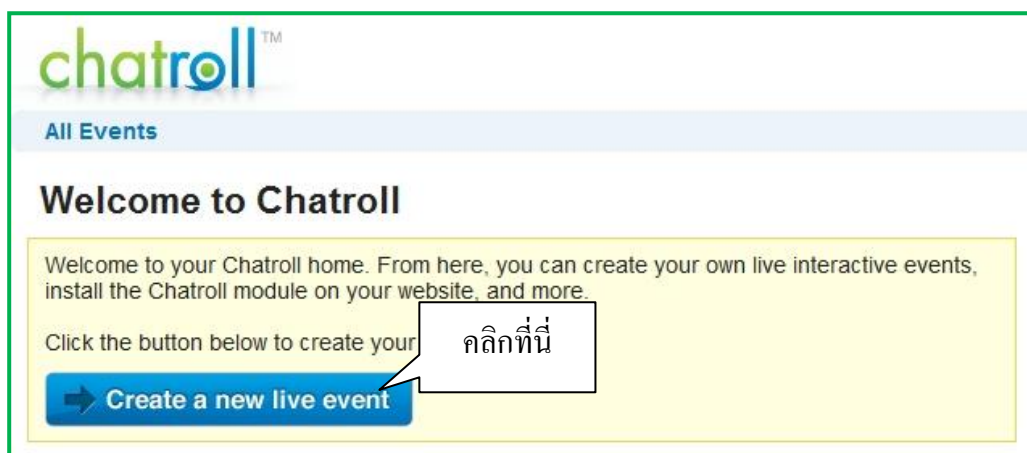 chatroll™
All Events
Welcome to Chatroll
Welcome to your Chatroll home. From here, you can create your own live interactive events,
install the Chatroll module on your website, and more.
Click the button below to create your
คลิกที่นี่
Create a new live event